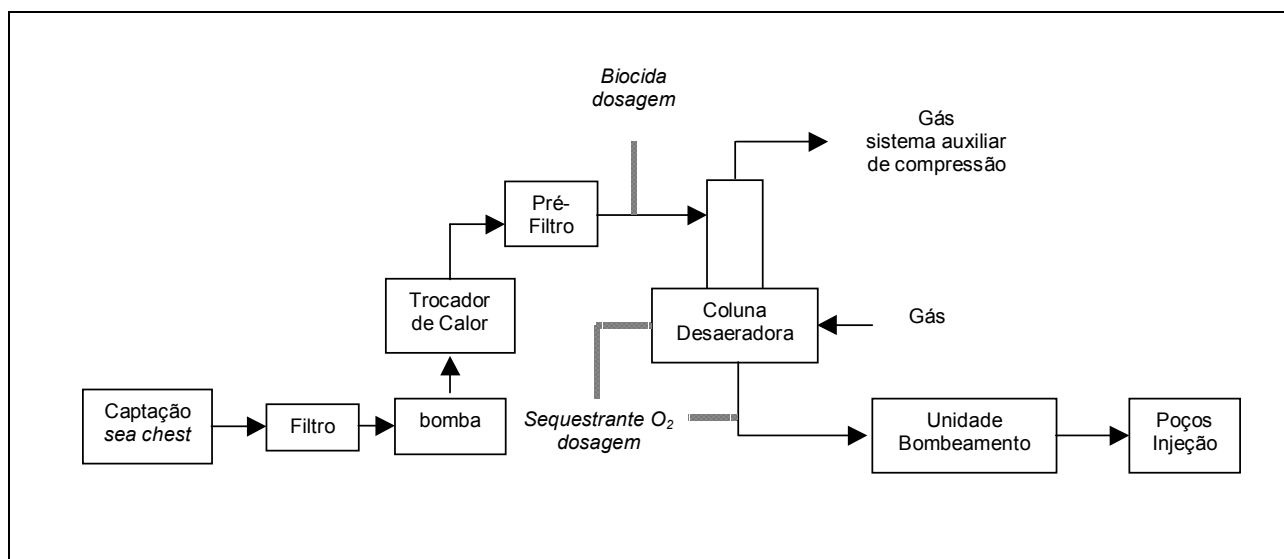 Biocida
dosagem
Gás
sistema auxiliar
de compressão
Pré-
Filtro
Trocador
de Calor
Coluna
Desaeradora
Gás
Captação
sea chest
Filtro
bomba
Sequestrante O₂
dosagem
Unidade
Bombeamento
Poços
Injeção